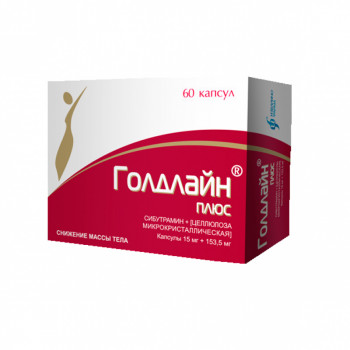 60 капсул
Голдлайн®
ПЛЮС
СИБУТРАМИН + [ЦЕЛЛЮЛОЗА
МИКРОКРИСТАЛЛИЧЕСКАЯ]
Капсулы 15 мг + 153,5 мг
СНИЖЕНИЕ МАССЫ ТЕЛА